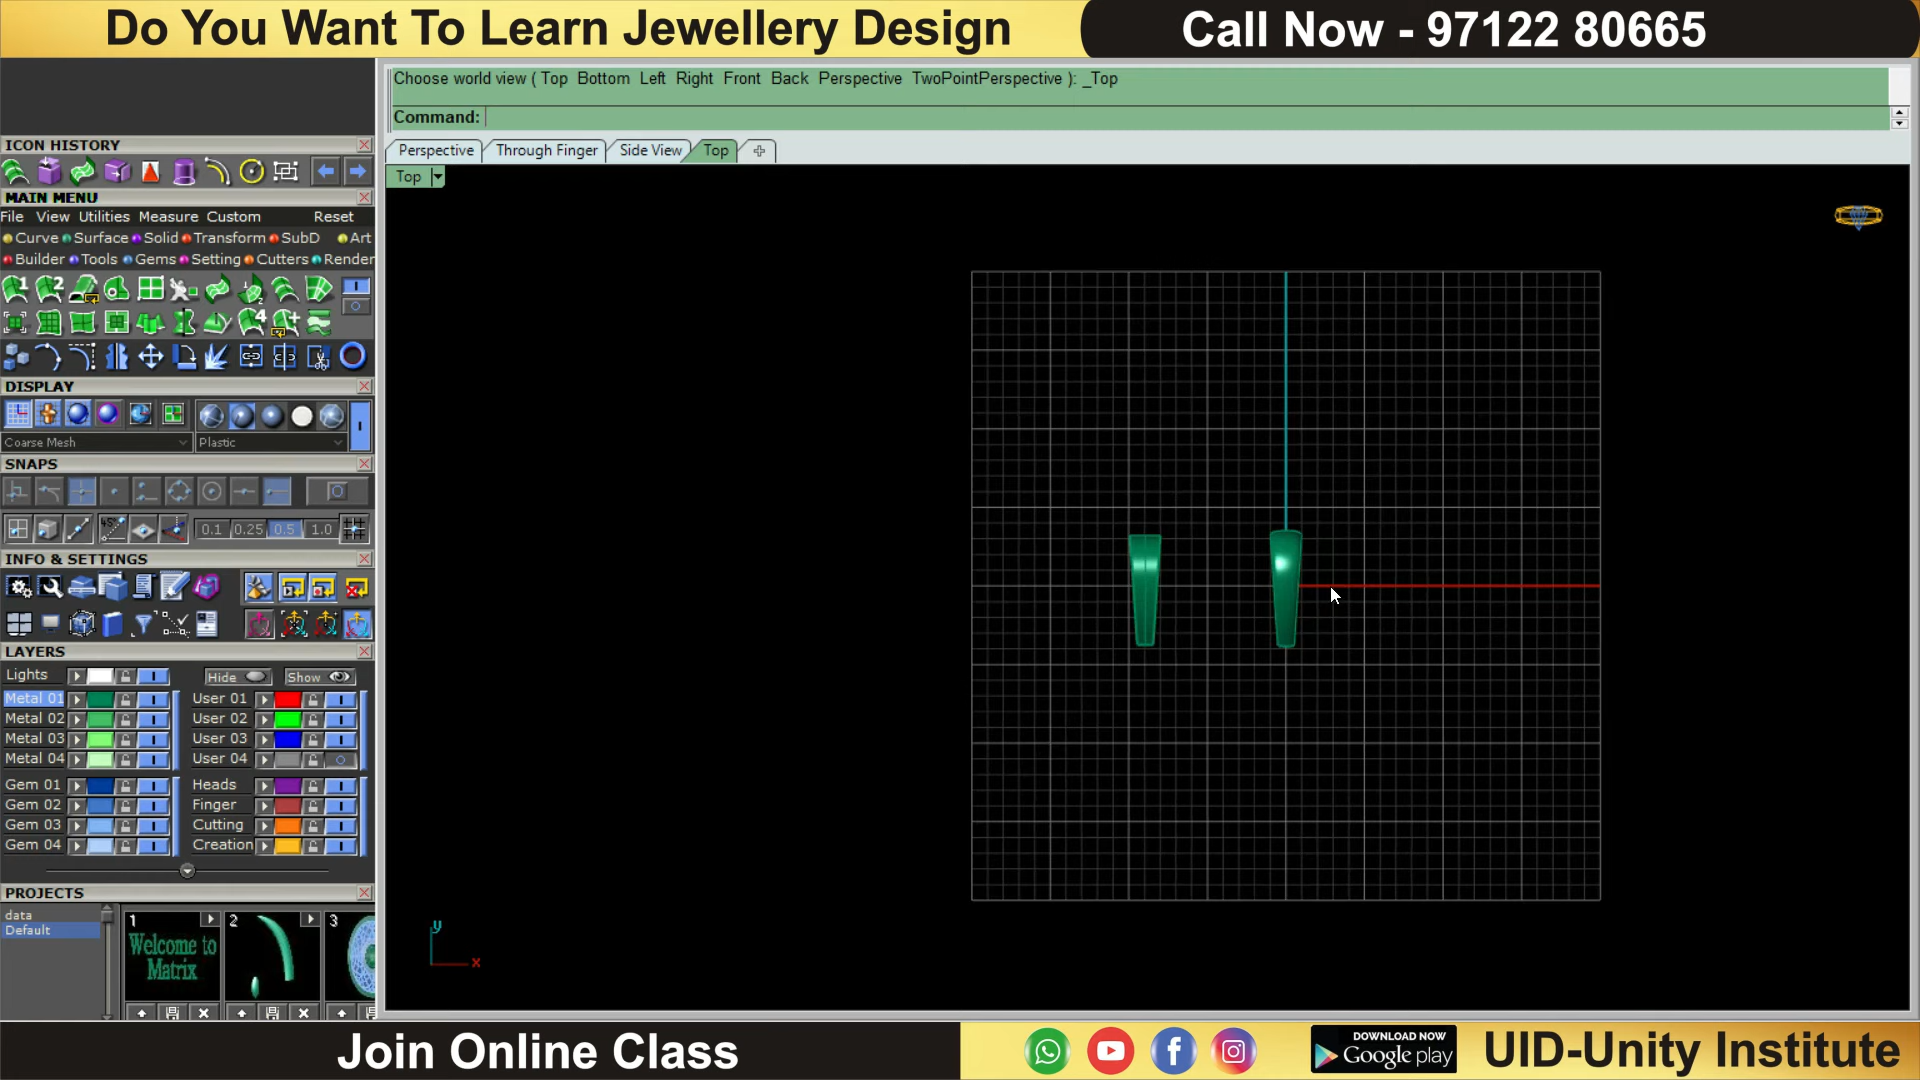 Do You Want To Learn Jewellery Design
Call Now - 97122 80665
Choose world view ( Top Bottom Left Right Front Back Perspective TwoPointPerspective ): _Top
Command:
Perspective Through Finger Side View Top
Top
ICON HISTORY
MAIN MENU
File View Utilities Measure Custom Reset
Curve Surface Solid Transform SubD Art
Builder Tools Gems Setting Cutters Render
1 2
4
DISPLAY
Coarse Mesh Plastic
SNAPS
0.1 0.25 0.5 1.0
INFO & SETTINGS
LAYERS
Lights Hide Show
Metal 01 User 01
Metal 02 User 02
Metal 03 User 03
Metal 04 User 04
Gem 01 Heads
Gem 02 Finger
Gem 03 Cutting
Gem 04 Creation
PROJECTS
data
Default
1 2 3
Welcome to
Matrix
y
x
Join Online Class
DOWNLOAD NOW
Google play
UID-Unity Institute